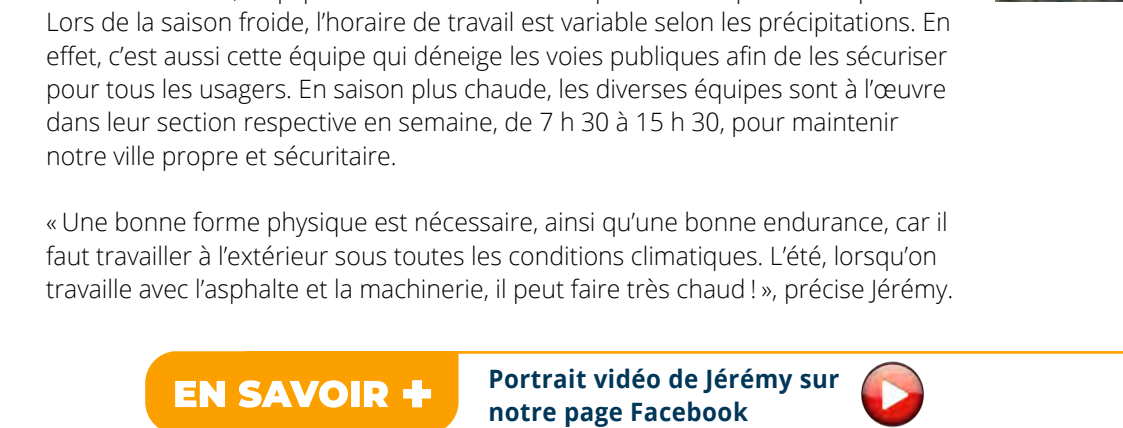 Lors de la saison froide, l’horaire de travail est variable selon les précipitations. En
effet, c’est aussi cette équipe qui déneige les voies publiques afin de les sécuriser
pour tous les usagers. En saison plus chaude, les diverses équipes sont à l’œuvre
dans leur section respective en semaine, de 7 h 30 à 15 h 30, pour maintenir
notre ville propre et sécuritaire.
« Une bonne forme physique est nécessaire, ainsi qu’une bonne endurance, car il
faut travailler à l’extérieur sous toutes les conditions climatiques. L’été, lorsqu’on
travaille avec l’asphalte et la machinerie, il peut faire très chaud ! », précise Jérémy.
EN SAVOIR +
Portrait vidéo de Jérémy sur
notre page Facebook